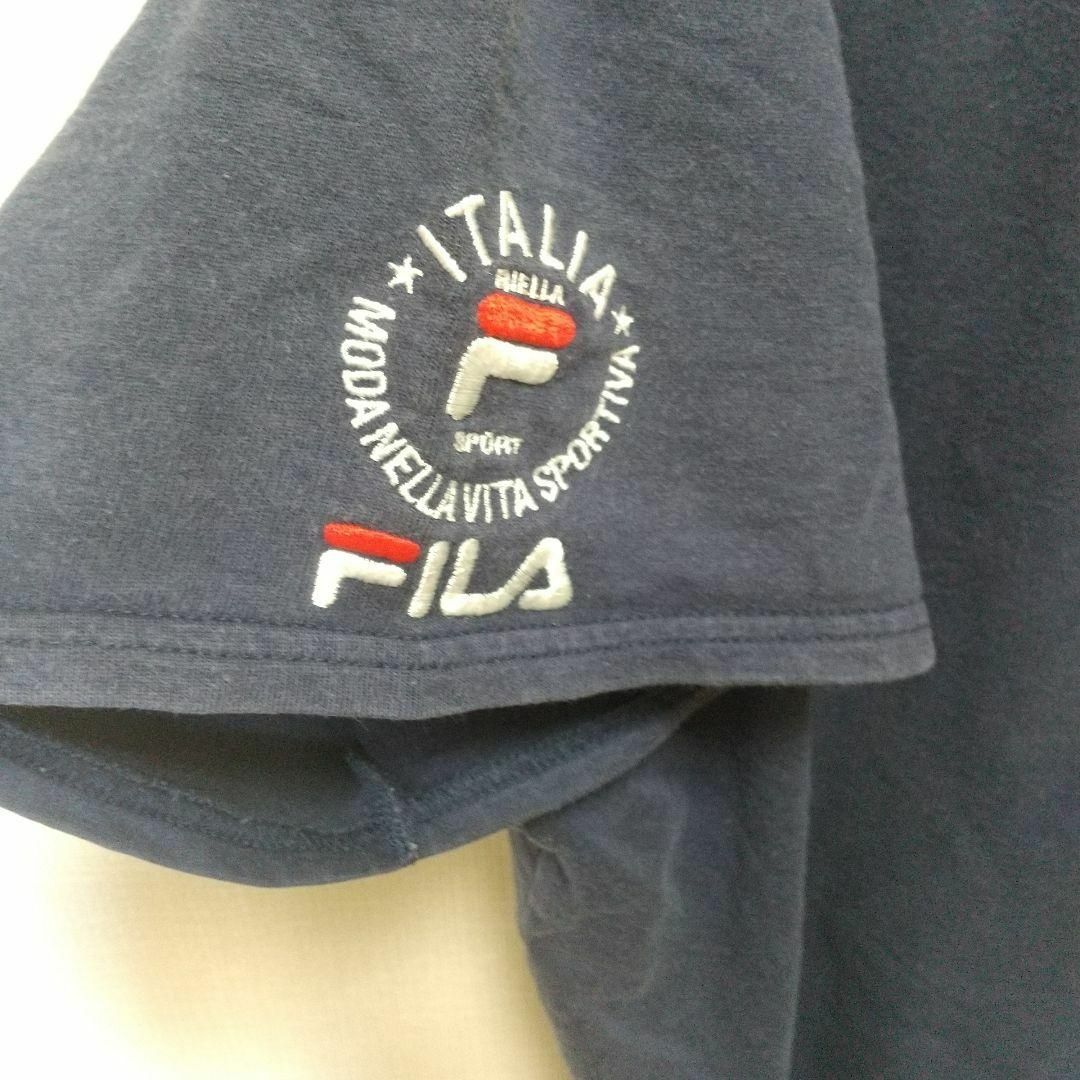 ITALIA
BIELLA
F
SPORT
MODA NELLA VITA SPORTIVA
FILA